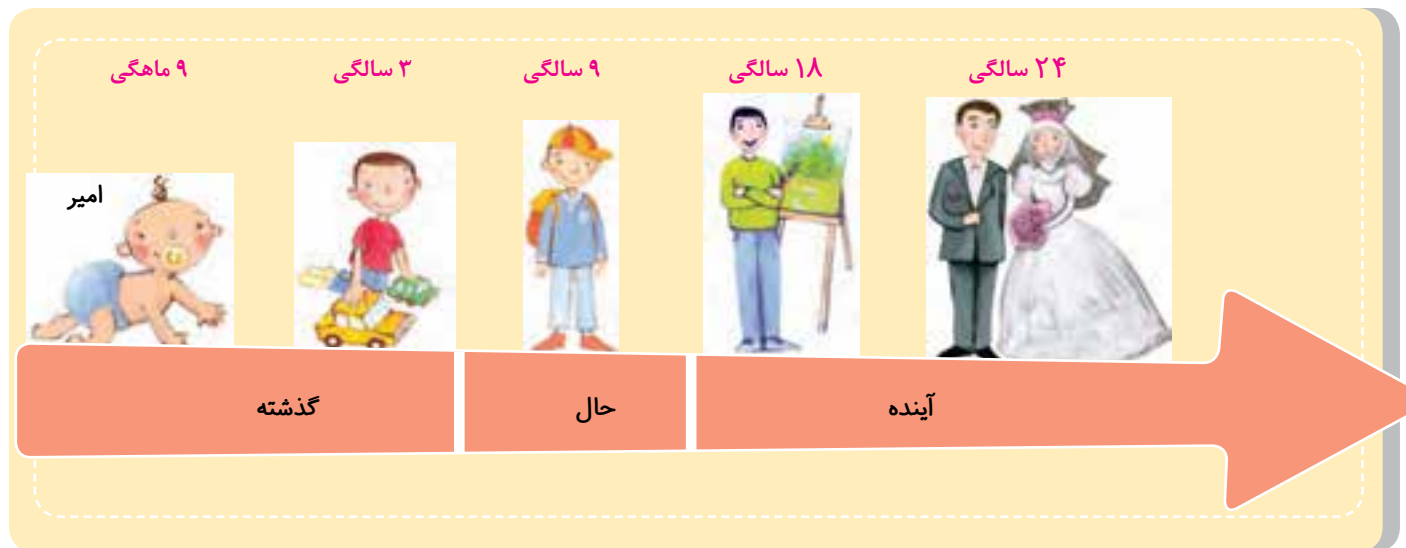 ۹ ماهگی
۳ سالگی
۹ سالگی
۱۸ سالگی
۲۴ سالگی
امیر
گذشته
حال
آینده